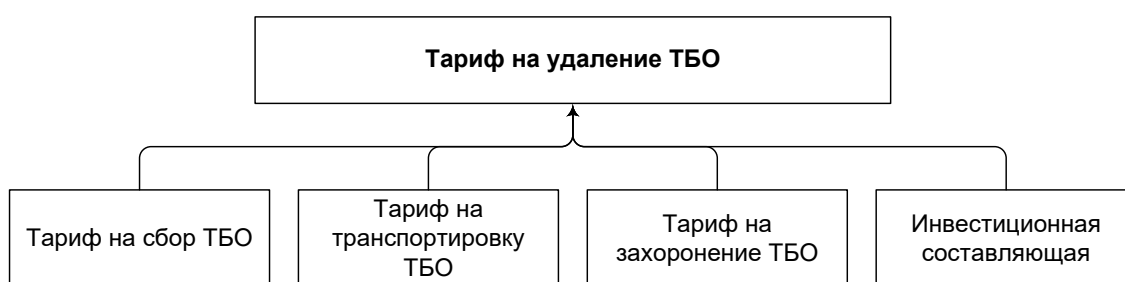 Тариф на удаление ТБО
Тариф на сбор ТБО
Тариф на
транспортировку
ТБО
Тариф на
захоронение ТБО
Инвестиционная
составляющая